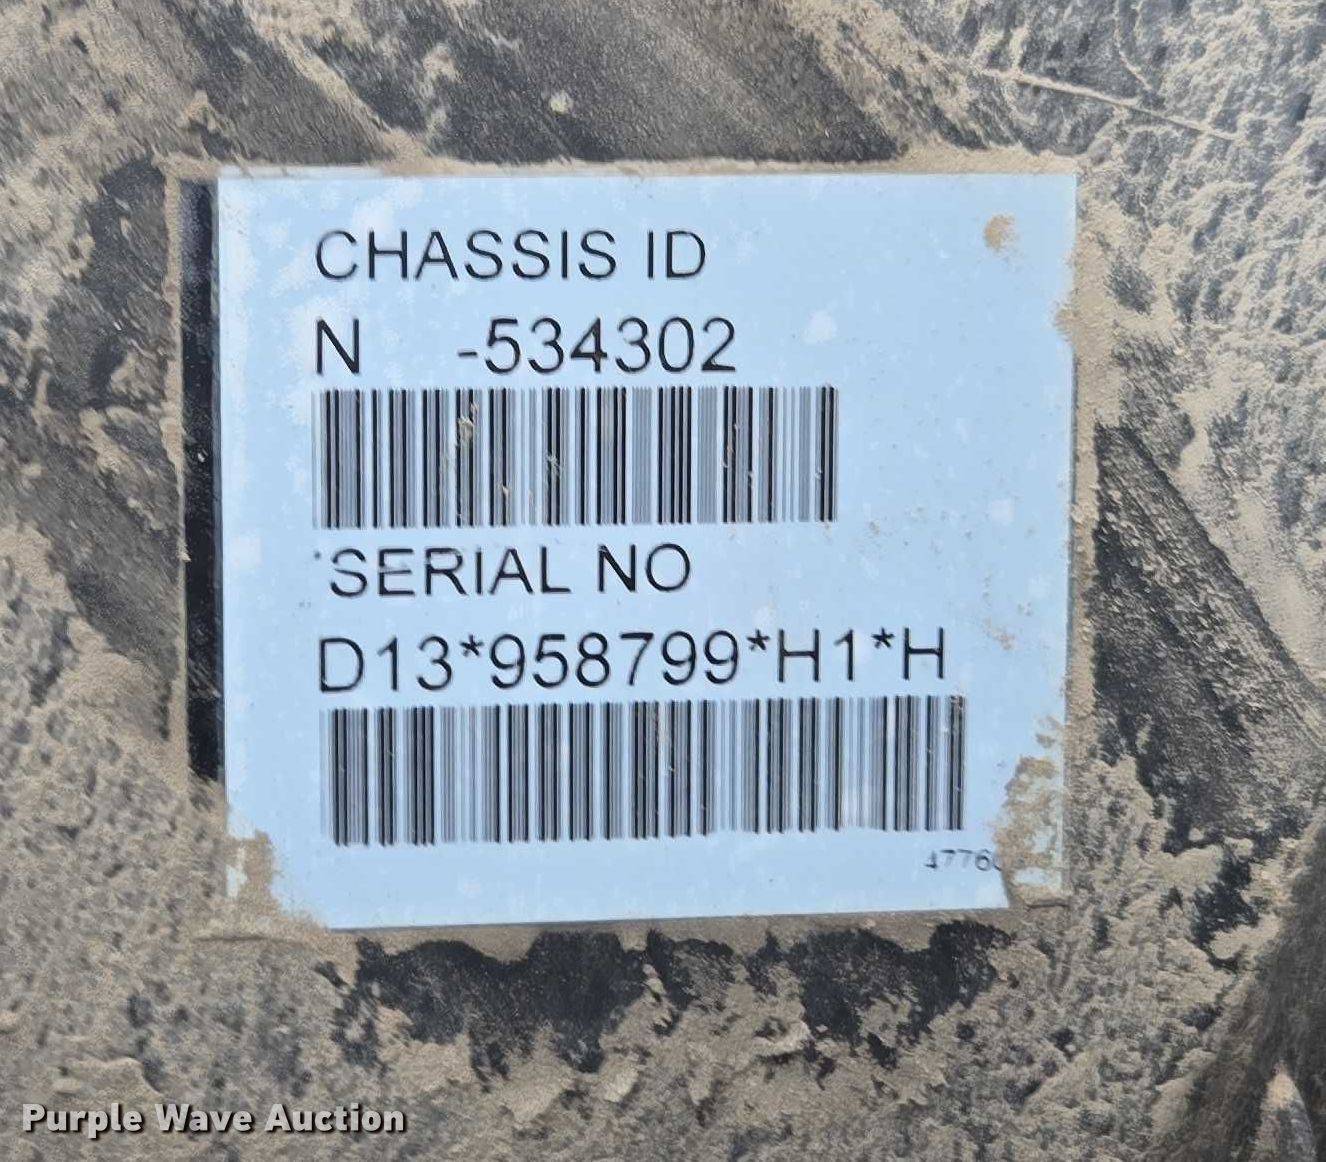 CHASSIS ID
N -534302
SERIAL NO
D13*958799*H1*H
Purple Wave Auction